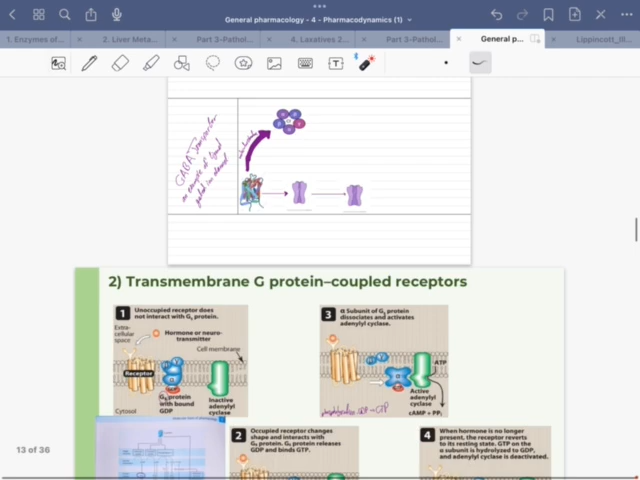 General pharmacology - 4 - Pharmacodynamics (1)
1. Enzymes of...
2. Liver Meta...
Part 3-Pathol...
4. Laxatives 2...
Part 3-Pathol...
General p...
Lippincott_Ill...
GABA
an example of
2) Transmembrane G protein–coupled receptors
1 Unoccupied receptor does
not interact with Gs protein.
Extra-
cellular
space
Hormone or neuro-
transmitter
Cell membrane
Receptor
Gs protein
with bound
GDP
Inactive
adenylyl
cyclase
Cytosol
3 α Subunit of Gs protein
dissociates and activates
adenylyl cyclase.
ATP
Active
adenylyl
cyclase
cAMP + PPi
GDP → GTP
2 Occupied receptor changes
shape and interacts with
Gs protein. Gs protein releases
GDP and binds GTP.
4 When hormone is no longer
present, the receptor reverts
to its resting state. GTP on the
α subunit is hydrolyzed to GDP,
and adenylyl cyclase is deactivated.
13 of 36